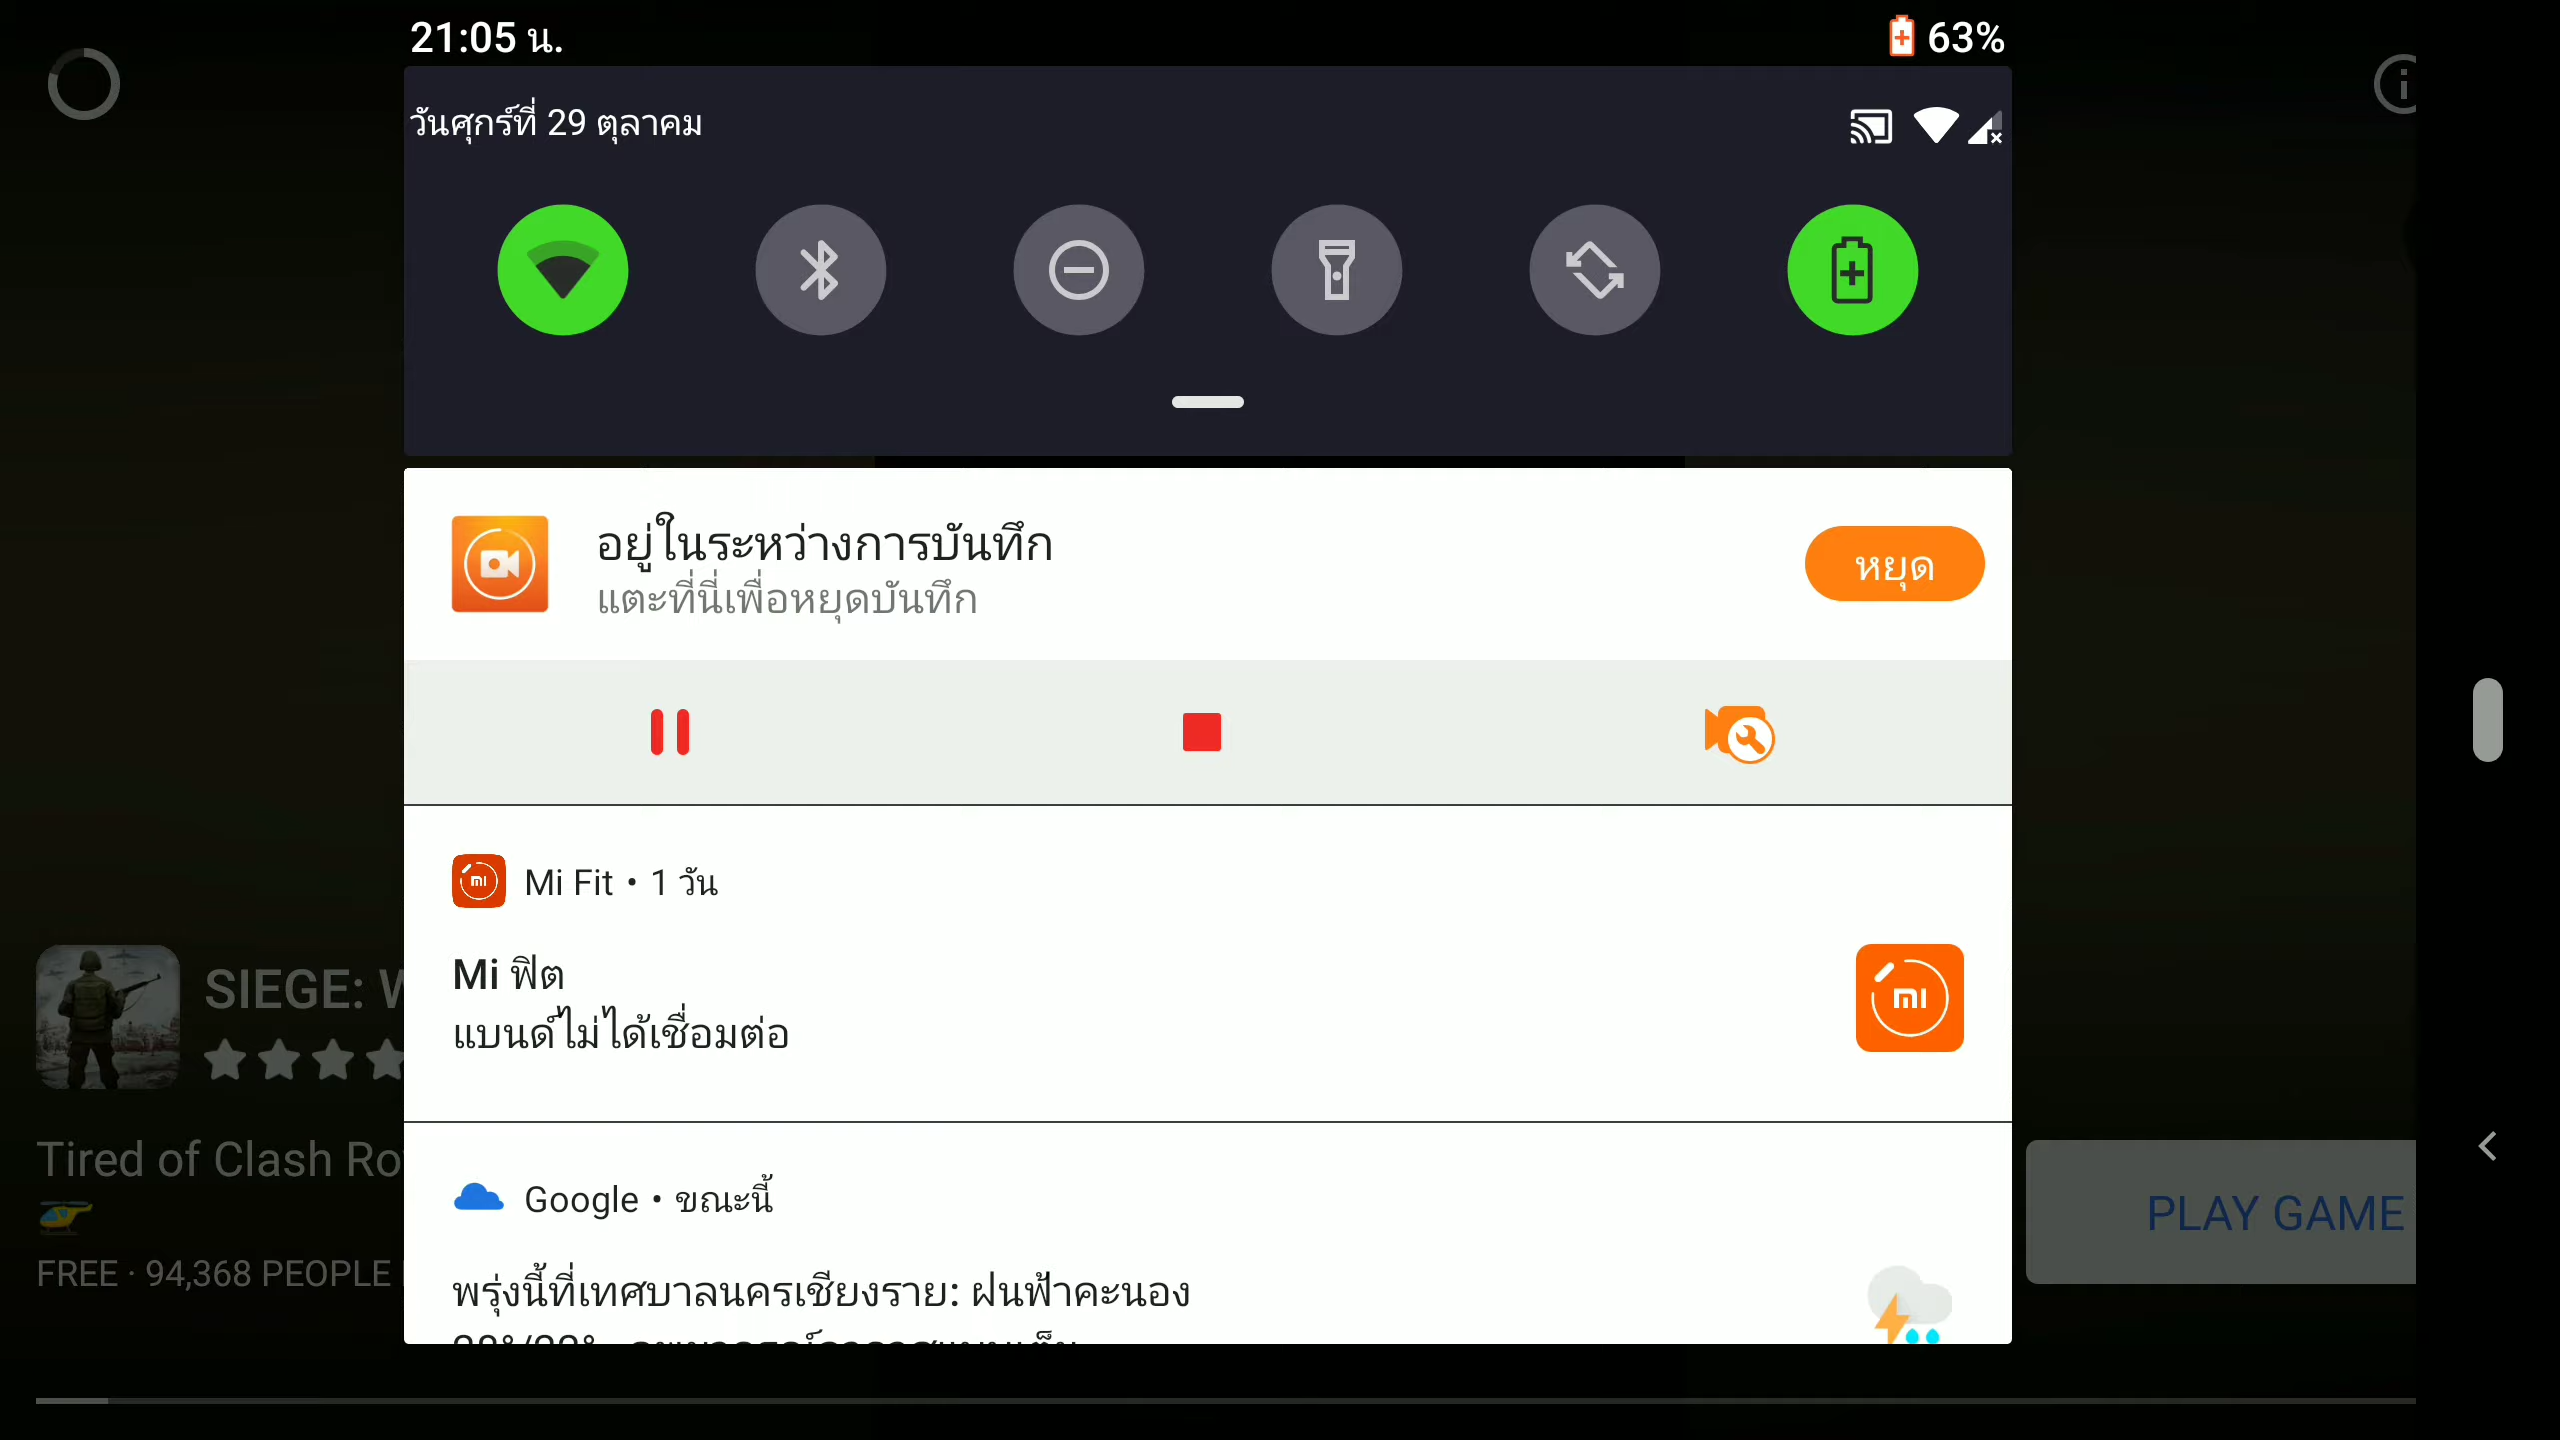 21:05 น.
63%
วันศุกร์ที่ 29 ตุลาคม
อยู่ในระหว่างการบันทึก
แตะที่นี่เพื่อหยุดบันทึก
หยุด
Mi Fit • 1 วัน
Mi ฟิต
แบนด์ไม่ได้เชื่อมต่อ
Google • ขณะนี้
พรุ่งนี้ที่เทศบาลนครเชียงราย: ฝนฟ้าคะนอง
SIEGE:
Tired of Clash
FREE · 94,368 PEOPLE
PLAY GAME